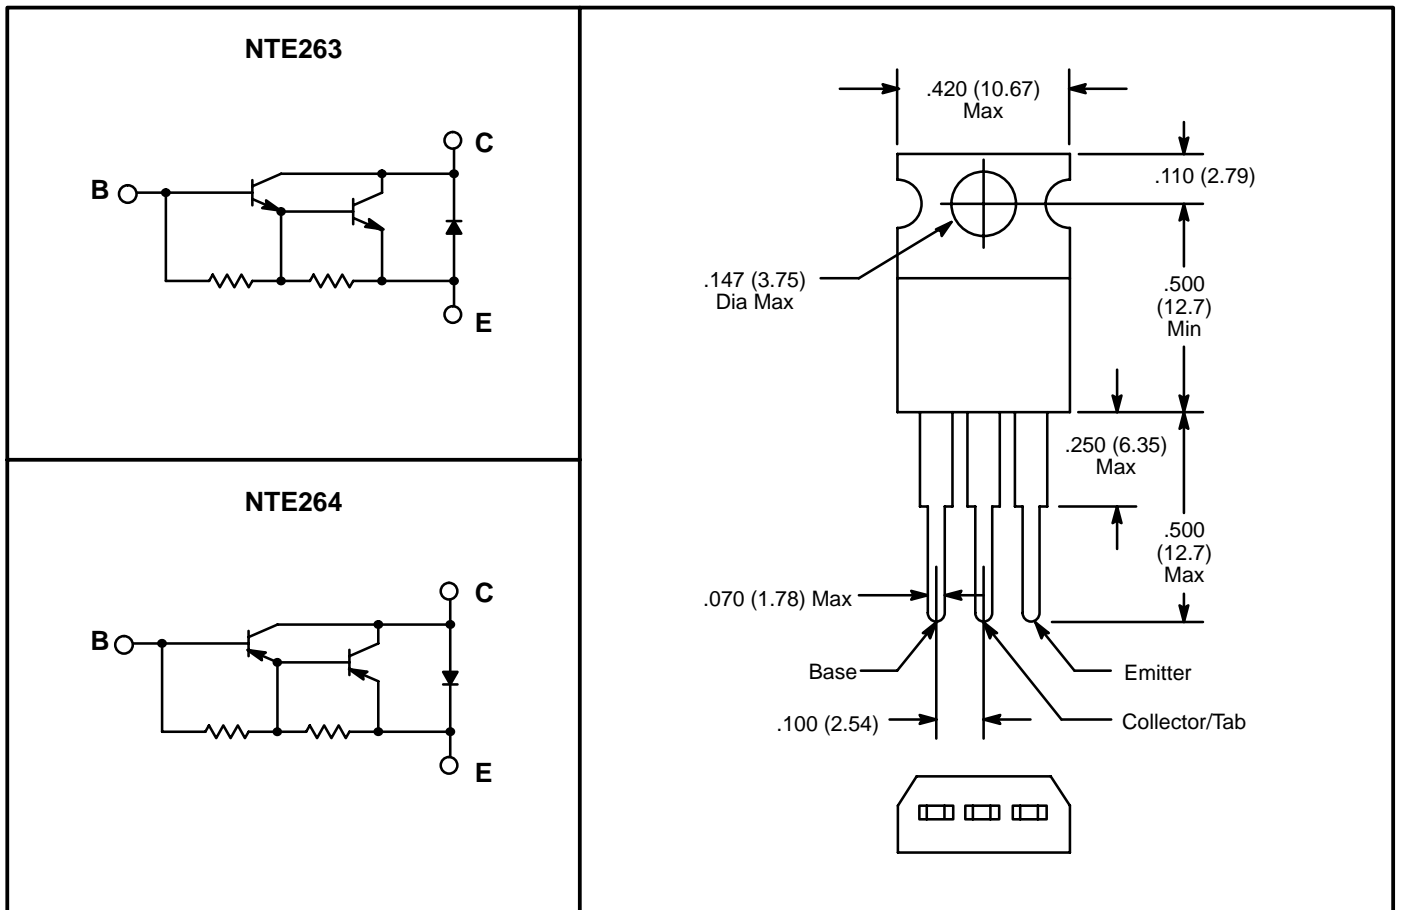 NTE263
C
B
E
NTE264
C
B
E
.420 (10.67)
Max
.110 (2.79)
.147 (3.75)
Dia Max
.500
(12.7)
Min
.250 (6.35)
Max
.500
(12.7)
Max
.070 (1.78) Max
Base
Emitter
.100 (2.54)
Collector/Tab